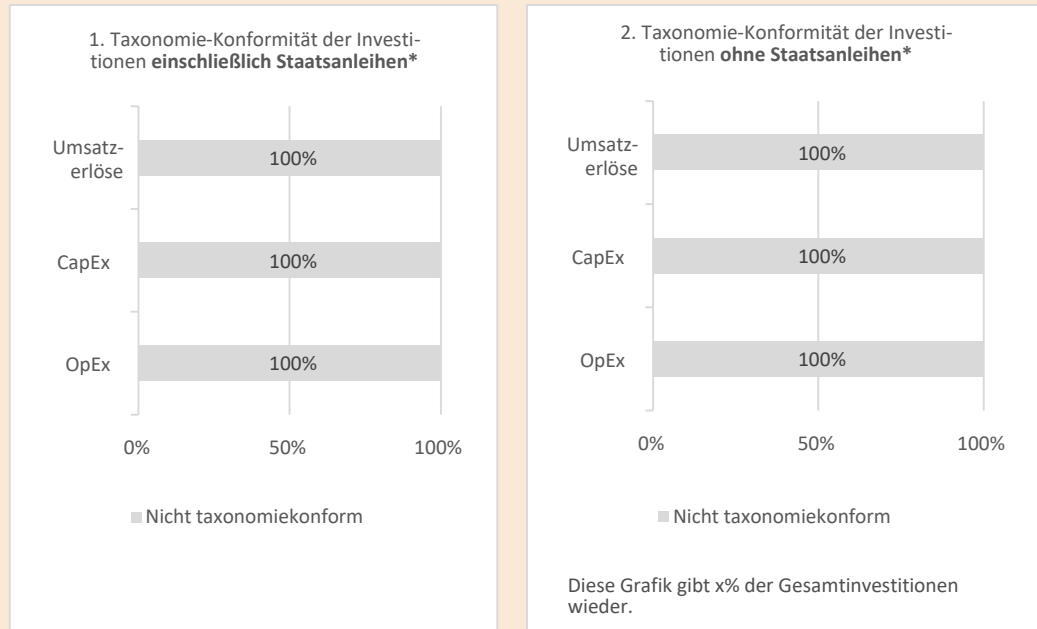 1. Taxonomie-Konformität der Investi-
tionen einschließlich Staatsanleihen*
Umsatz-
erlöse
100%
CapEx
100%
OpEx
100%
0%
50%
100%
Nicht taxonomiekonform
2. Taxonomie-Konformität der Investi-
tionen ohne Staatsanleihen*
Umsatz-
erlöse
100%
CapEx
100%
OpEx
100%
0%
50%
100%
Nicht taxonomiekonform
Diese Grafik gibt x% der Gesamtinvestitionen
wieder.